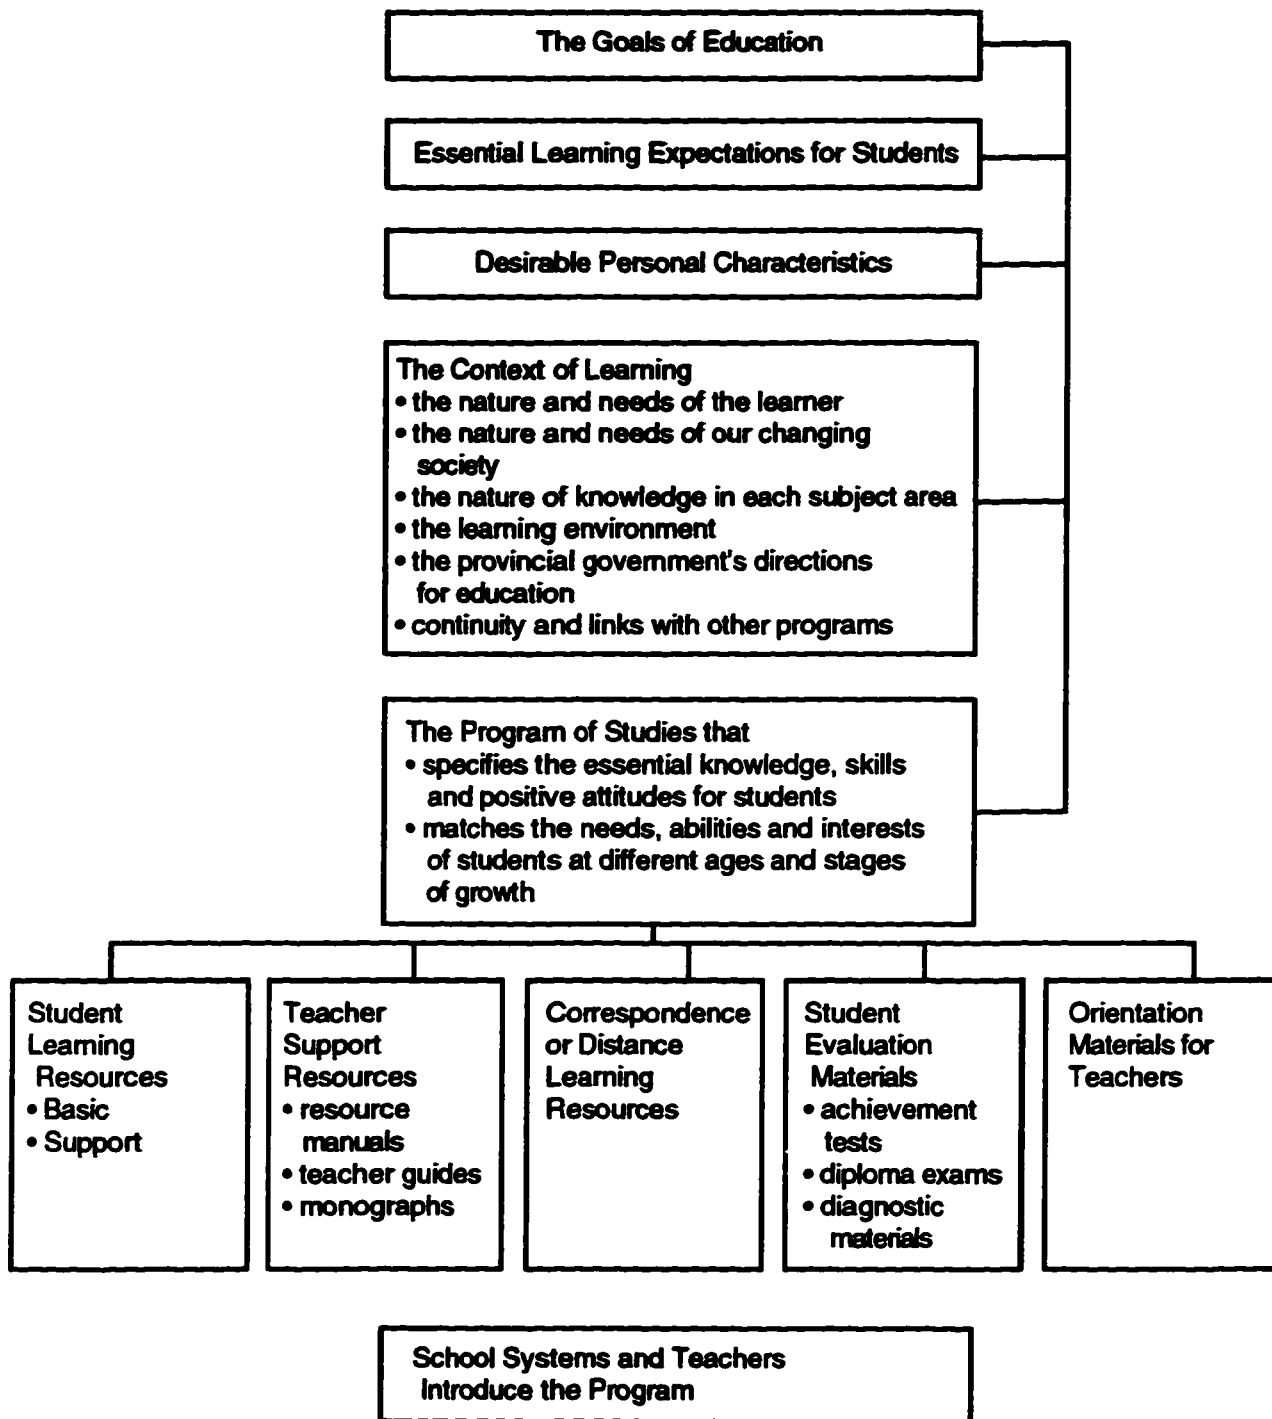 The Goals of Education
Essential Learning Expectations for Students
Desirable Personal Characteristics
The Context of Learning
• the nature and needs of the learner
• the nature and needs of our changing
society
• the nature of knowledge in each subject area
• the learning environment
• the provincial government's directions
for education
• continuity and links with other programs
The Program of Studies that
• specifies the essential knowledge, skills
and positive attitudes for students
• matches the needs, abilities and interests
of students at different ages and stages
of growth
Student
Learning
Resources
• Basic
• Support
Teacher
Support
Resources
• resource
manuals
• teacher guides
• monographs
Correspondence
or Distance
Learning
Resources
Student
Evaluation
Materials
• achievement
tests
• diploma exams
• diagnostic
materials
Orientation
Materials for
Teachers
School Systems and Teachers
Introduce the Program